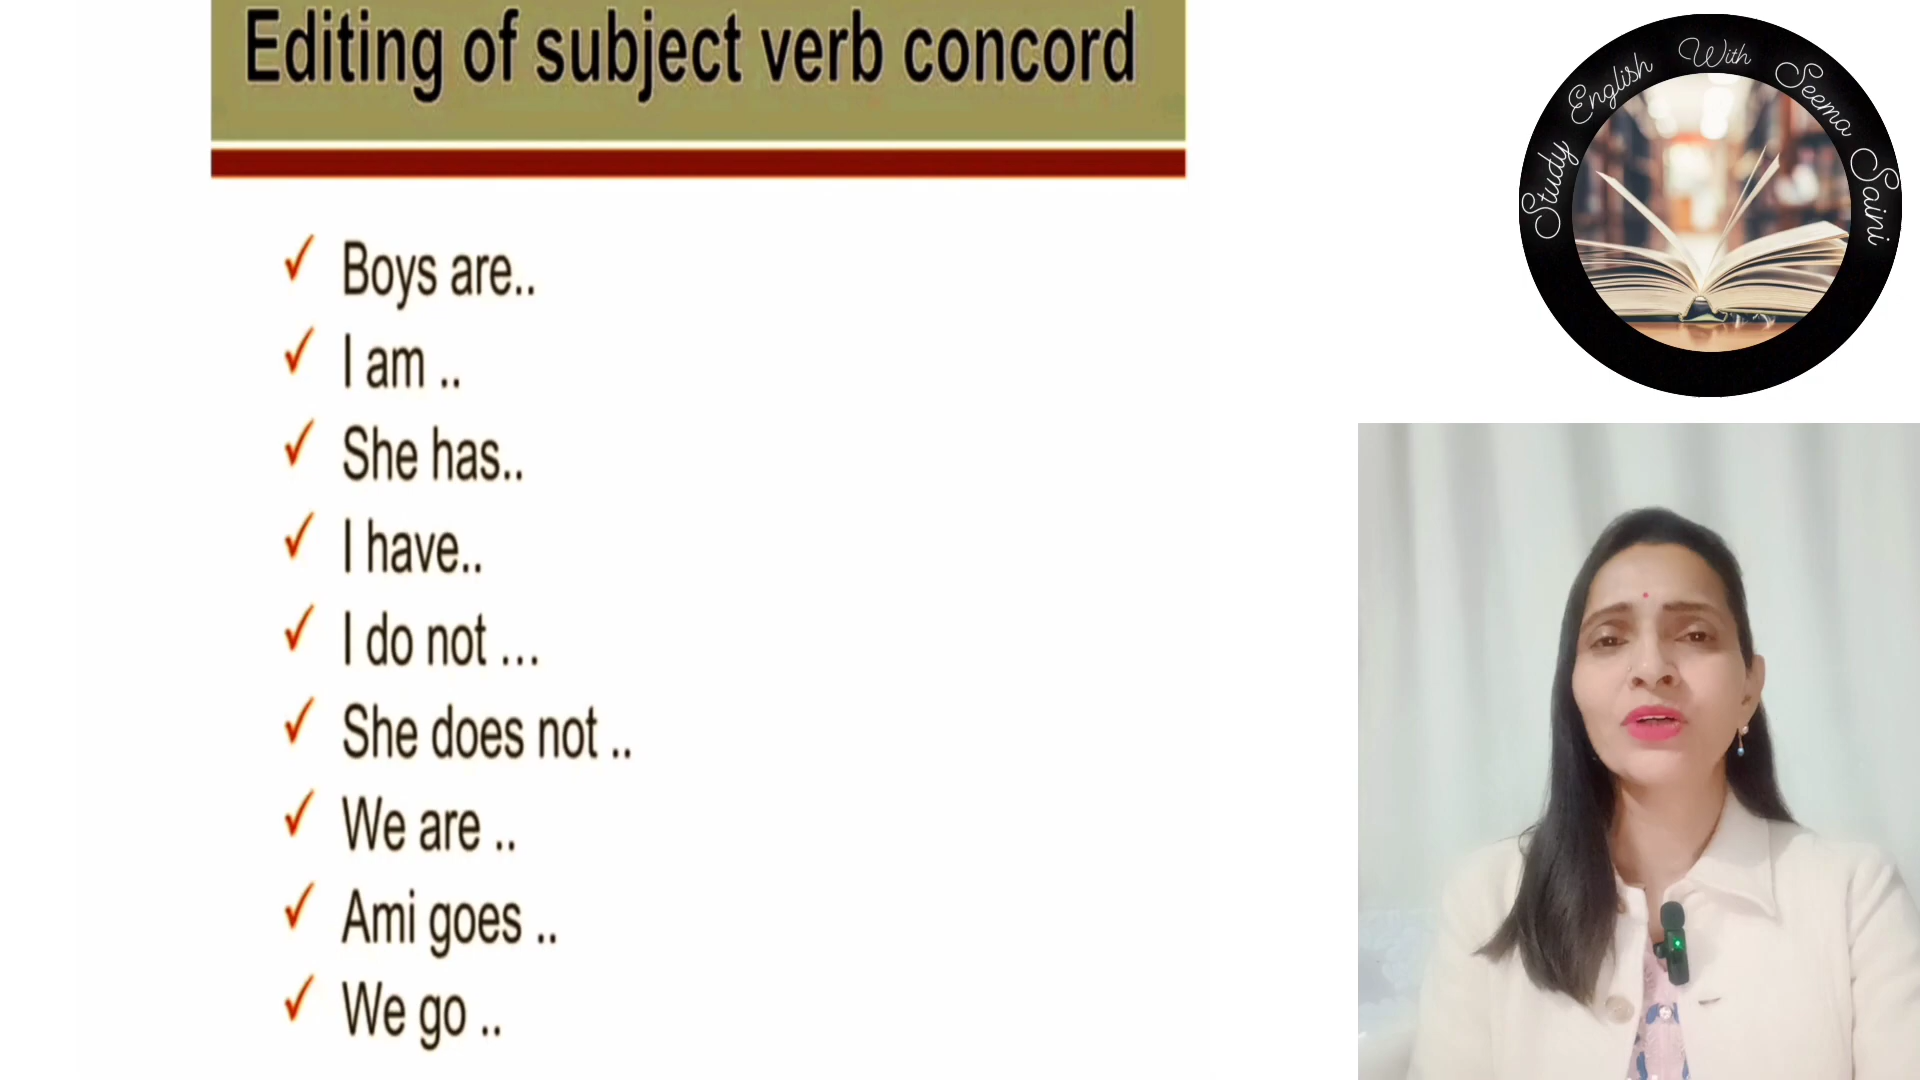 Editing of subject verb concord
Boys are..
I am ..
She has..
I have..
I do not ...
She does not ..
We are ..
Ami goes ..
We go ..
Study English With Seema Saini